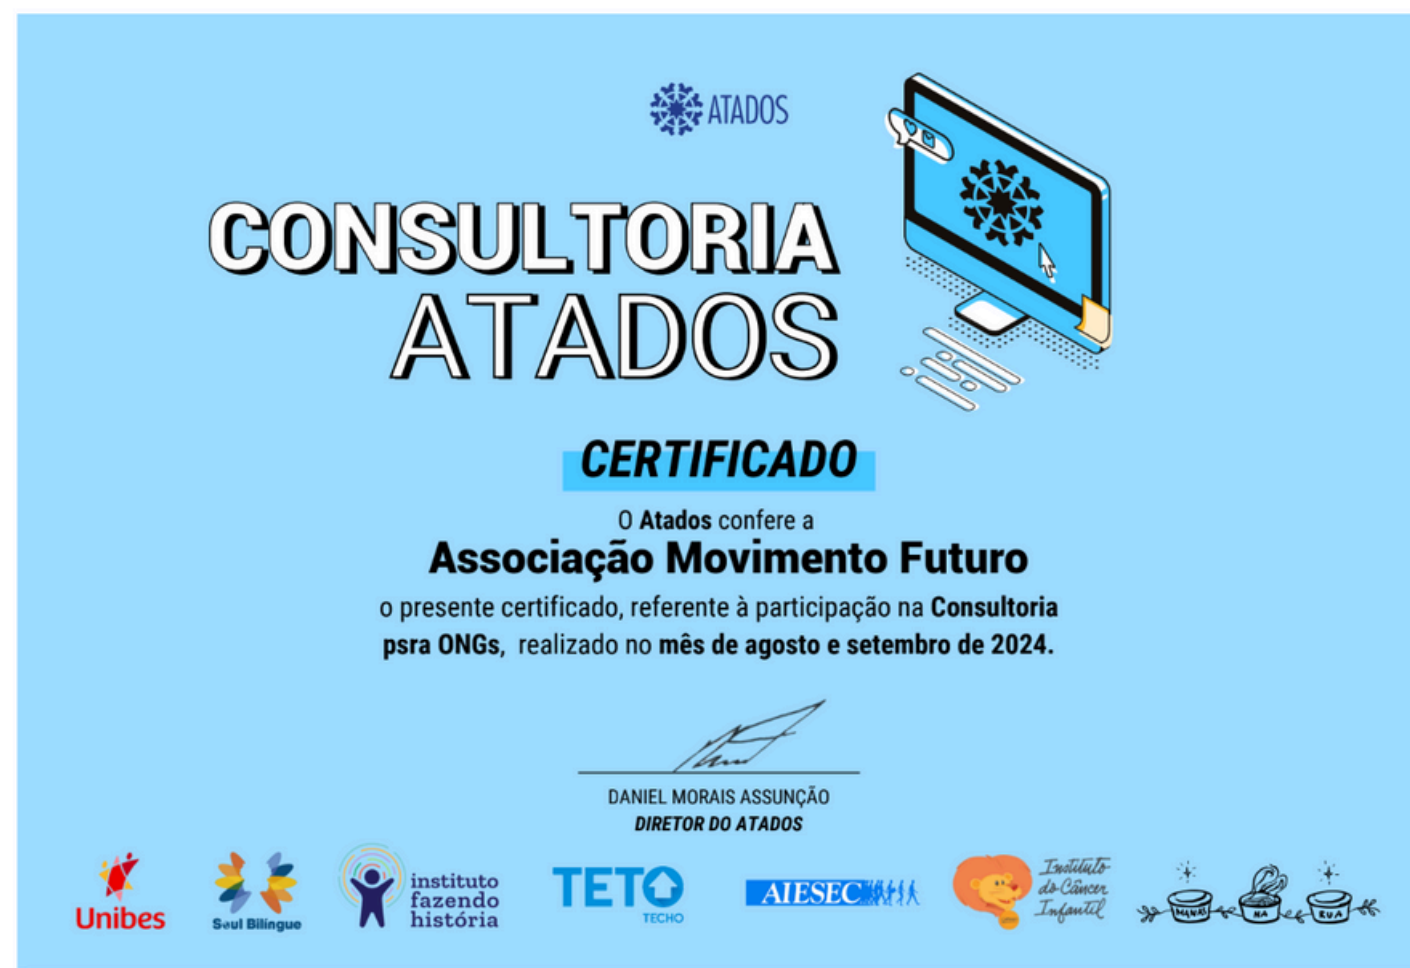 ATADOS
CONSULTORIA
ATADOS
CERTIFICADO
O Atados confere a
Associação Movimento Futuro
o presente certificado, referente à participação na Consultoria
psra ONGs, realizado no mês de agosto e setembro de 2024.
DANIEL MORAIS ASSUNÇÃO
DIRETOR DO ATADOS
Unibes
Soul Bilíngue
instituto
fazendo
história
TETO
TECHO
AIESEC
Instituto
do Câncer
Infantil
MANAS NA RUA